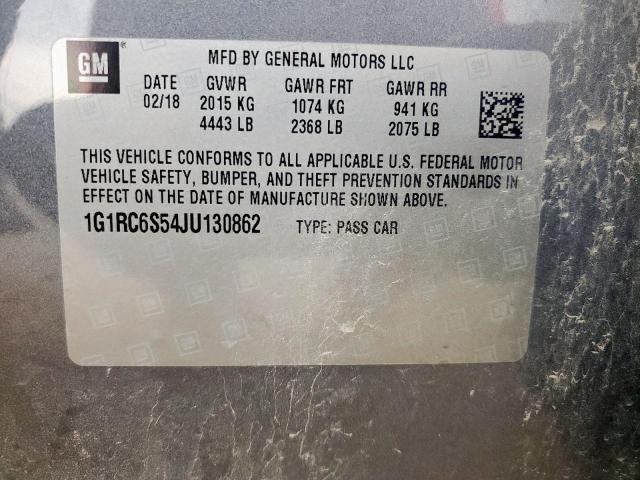 GM
MFD BY GENERAL MOTORS LLC
DATE GVWR GAWR FRT GAWR RR
02/18 2015 KG 1074 KG 941 KG
4443 LB 2368 LB 2075 LB
THIS VEHICLE CONFORMS TO ALL APPLICABLE U.S. FEDERAL MOTOR
VEHICLE SAFETY, BUMPER, AND THEFT PREVENTION STANDARDS IN
EFFECT ON THE DATE OF MANUFACTURE SHOWN ABOVE.
1G1RC6S54JU130862 TYPE: PASS CAR